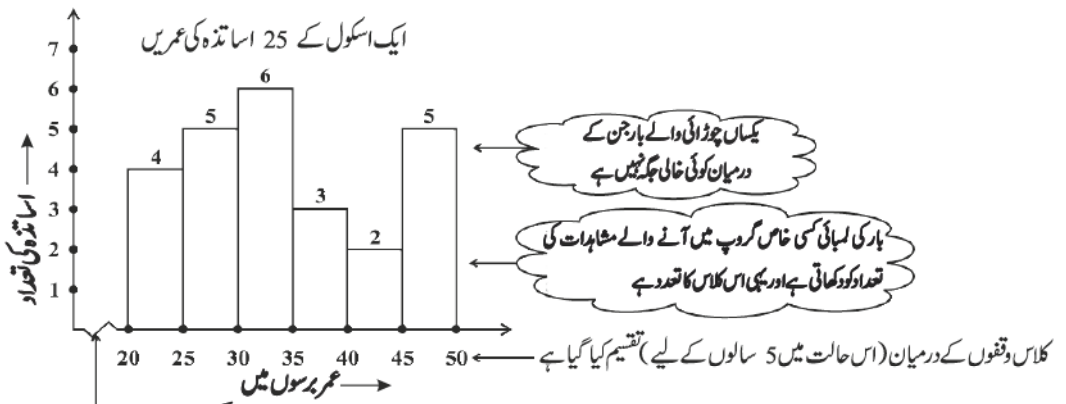 ایک اسکول کے 25 اساتذہ کی عمریں
7
6
5
4
3
2
1
اساتذہ کی تعداد
4
5
6
3
2
5
یکساں چوڑائی والے بار جن کے
درمیان کوئی خالی جگہ نہیں ہے
بار کی لمبائی کسی خاص گروپ میں آنے والے مشاہدات کی
تعداد کو دکھاتی ہے اور یہی اس کلاس کا تعدد ہے
20 25 30 35 40 45 50
کلاس وقفوں کے درمیان (اس حالت میں 5 سالوں کے لیے) تقسیم کیا گیا ہے
عمر برسوں میں